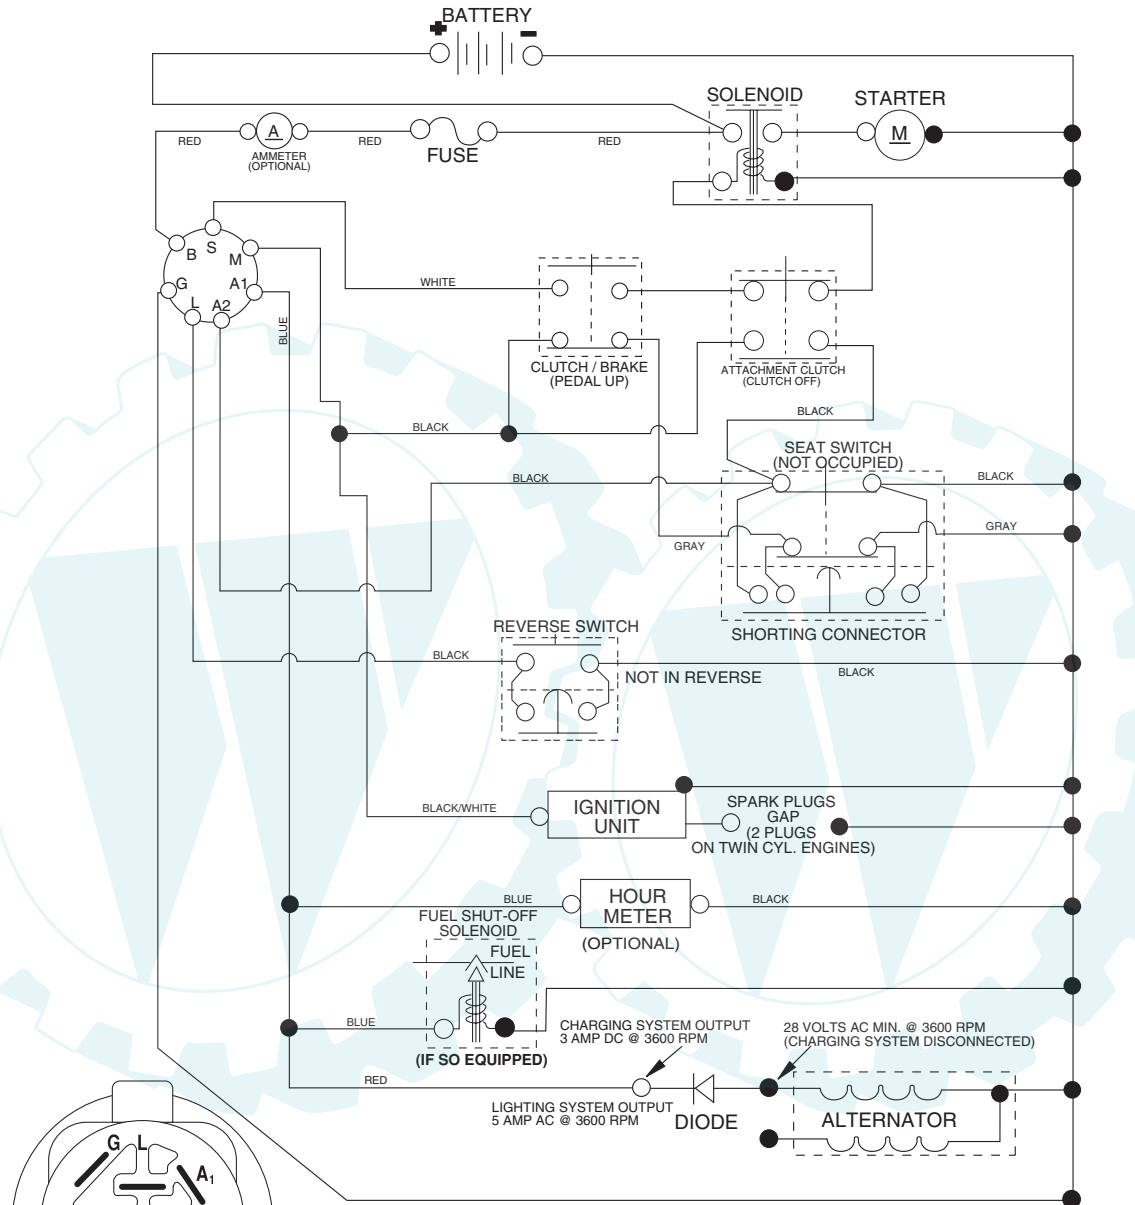 BATTERY
+ -
SOLENOID
STARTER
RED
A
RED
RED
M
AMMETER
(OPTIONAL)
FUSE
B
S
M
G
A1
L
A2
BLUE
WHITE
CLUTCH / BRAKE
(PEDAL UP)
ATTACHMENT CLUTCH
(CLUTCH OFF)
BLACK
BLACK
SEAT SWITCH
(NOT OCCUPIED)
BLACK
BLACK
GRAY
GRAY
SHORTING CONNECTOR
REVERSE SWITCH
BLACK
NOT IN REVERSE
BLACK
BLACK/WHITE
IGNITION
UNIT
SPARK PLUGS
GAP
(2 PLUGS
ON TWIN CYL. ENGINES)
BLUE
HOUR
METER
BLACK
(OPTIONAL)
FUEL SHUT-OFF
SOLENOID
FUEL
LINE
BLUE
(IF SO EQUIPPED)
CHARGING SYSTEM OUTPUT
3 AMP DC @ 3600 RPM
28 VOLTS AC MIN. @ 3600 RPM
(CHARGING SYSTEM DISCONNECTED)
RED
LIGHTING SYSTEM OUTPUT
5 AMP AC @ 3600 RPM
DIODE
ALTERNATOR
G L
A1